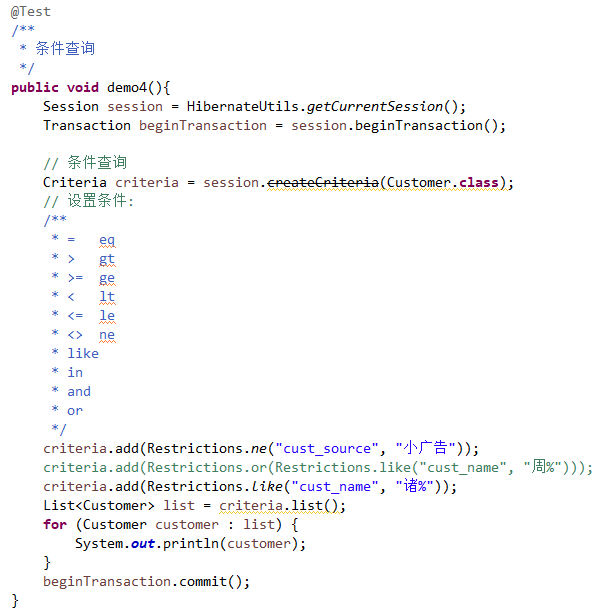 @Test
/**
 * 条件查询
 */
public void demo4(){
    Session session = HibernateUtils.getCurrentSession();
    Transaction beginTransaction = session.beginTransaction();

    // 条件查询
    Criteria criteria = session.createCriteria(Customer.class);
    // 设置条件:
    /**
     * =   eq
     * >   gt
     * >=  ge
     * <   lt
     * <=  le
     * <>  ne
     * like
     * in
     * and
     * or
     */
    criteria.add(Restrictions.ne("cust_source", "小广告"));
    criteria.add(Restrictions.or(Restrictions.like("cust_name", "周%")));
    criteria.add(Restrictions.like("cust_name", "诸%"));
    List<Customer> list = criteria.list();
    for (Customer customer : list) {
        System.out.println(customer);
    }
    beginTransaction.commit();
}